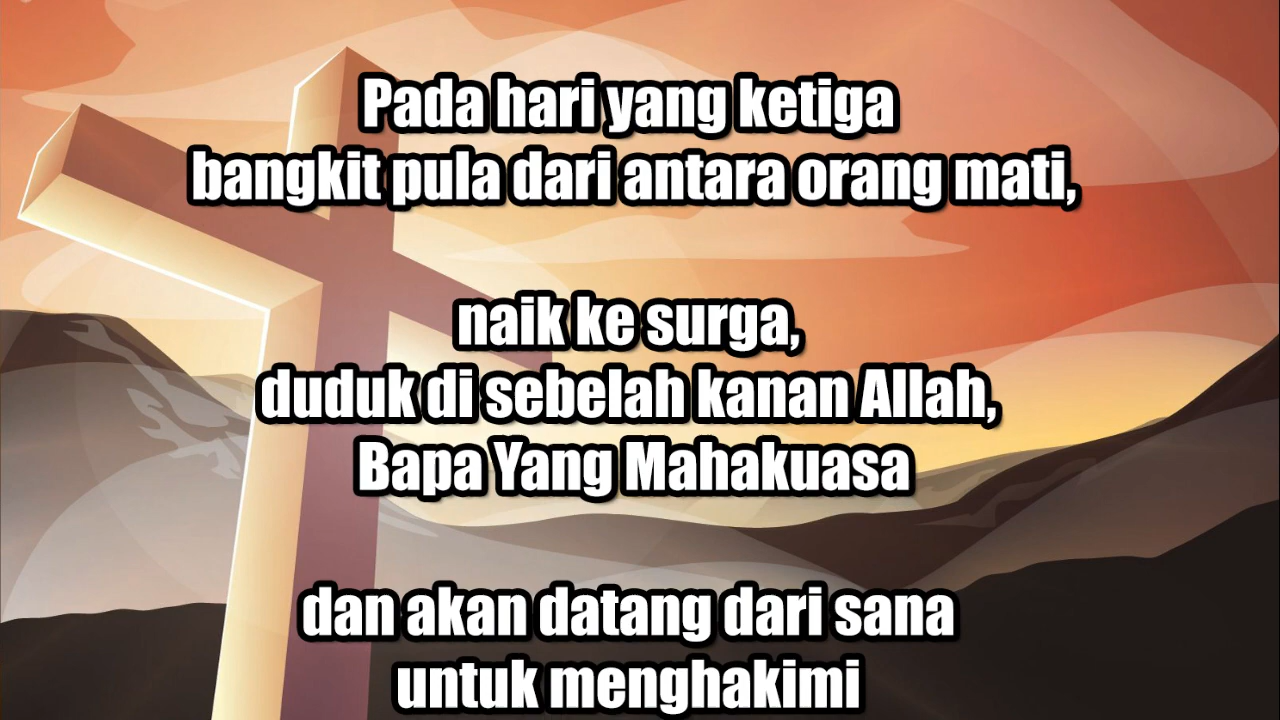 Pada hari yang ketiga
bangkit pula dari antara orang mati,
naik ke surga,
duduk di sebelah kanan Allah,
Bapa Yang Mahakuasa
dan akan datang dari sana
untuk menghakimi